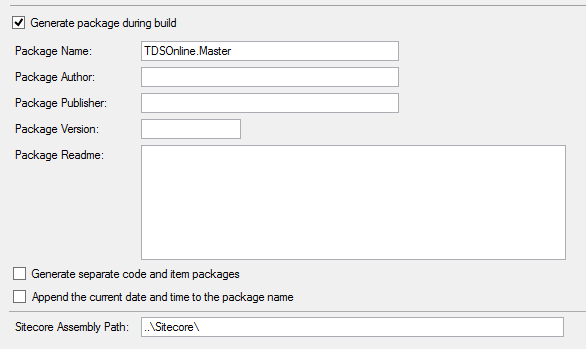 Generate package during build
Package Name: TDSOnline.Master
Package Author:
Package Publisher:
Package Version:
Package Readme:
Generate separate code and item packages
Append the current date and time to the package name
Sitecore Assembly Path: ..\Sitecore\